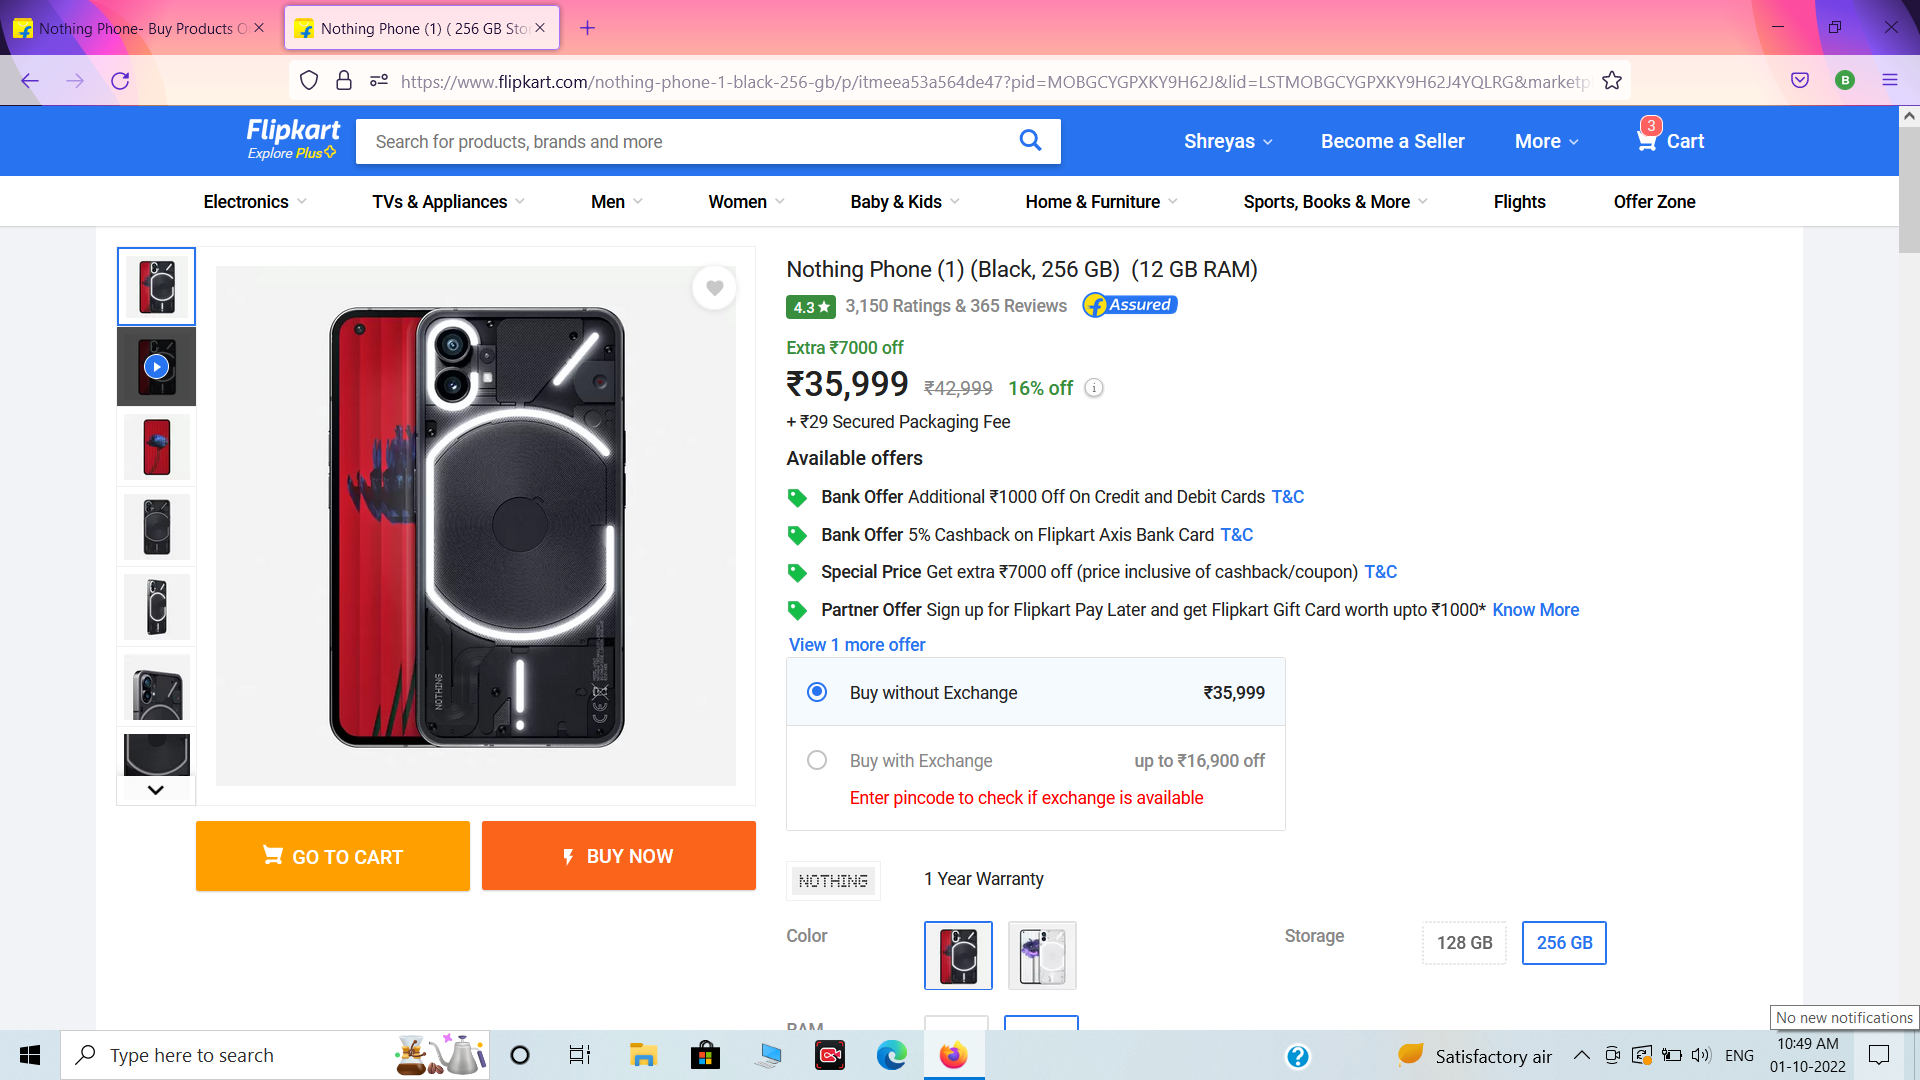 Nothing Phone- Buy Products O
Nothing Phone (1) ( 256 GB Stor
https://www.flipkart.com/nothing-phone-1-black-256-gb/p/itmeea53a564de47?pid=MOBGCYGPXKY9H62J&lid=LSTMOBGCYGPXKY9H62J4YQLRG&marketp
B
Flipkart
Explore Plus
Search for products, brands and more
Shreyas
Become a Seller
More
3
Cart
Electronics
TVs & Appliances
Men
Women
Baby & Kids
Home & Furniture
Sports, Books & More
Flights
Offer Zone
Nothing Phone (1) (Black, 256 GB) (12 GB RAM)
4.3★ 3,150 Ratings & 365 Reviews Assured
Extra ₹7000 off
₹35,999 ₹42,999 16% off i
+ ₹29 Secured Packaging Fee
Available offers
Bank Offer Additional ₹1000 Off On Credit and Debit Cards T&C
Bank Offer 5% Cashback on Flipkart Axis Bank Card T&C
Special Price Get extra ₹7000 off (price inclusive of cashback/coupon) T&C
Partner Offer Sign up for Flipkart Pay Later and get Flipkart Gift Card worth upto ₹1000* Know More
View 1 more offer
Buy without Exchange ₹35,999
Buy with Exchange up to ₹16,900 off
Enter pincode to check if exchange is available
NOTHING
GO TO CART
BUY NOW
NOTHING
1 Year Warranty
Color
Storage
128 GB
256 GB
RAM
No new notifications
Type here to search
Satisfactory air
ENG
10:49 AM
01-10-2022